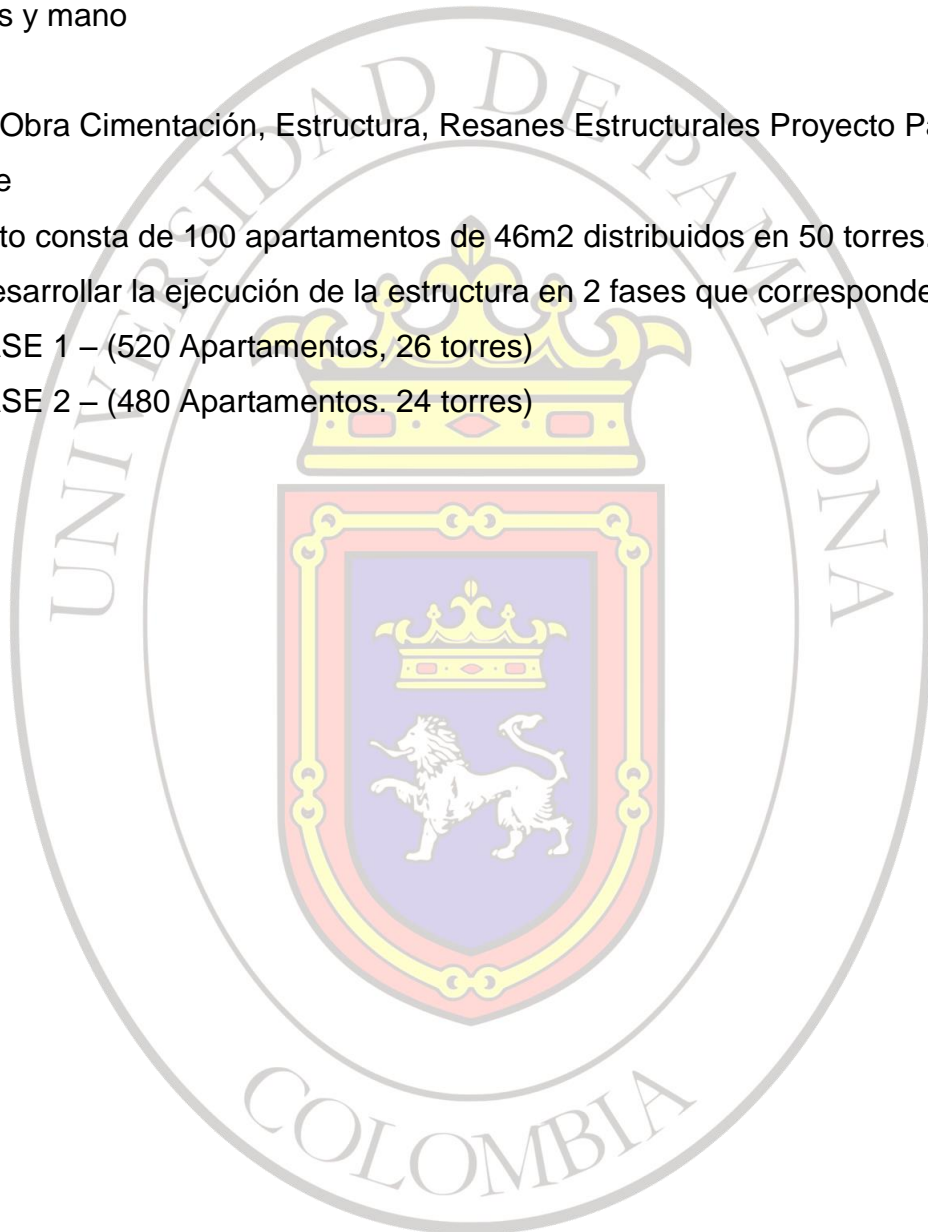 s y mano
Obra Cimentación, Estructura, Resanes Estructurales Proyecto Pa
e
to consta de 100 apartamentos de 46m2 distribuidos en 50 torres.
esarrollar la ejecución de la estructura en 2 fases que corresponde
SE 1 – (520 Apartamentos, 26 torres)
SE 2 – (480 Apartamentos. 24 torres)
UNIVERSIDAD DE PAMPLONA
COLOMBIA